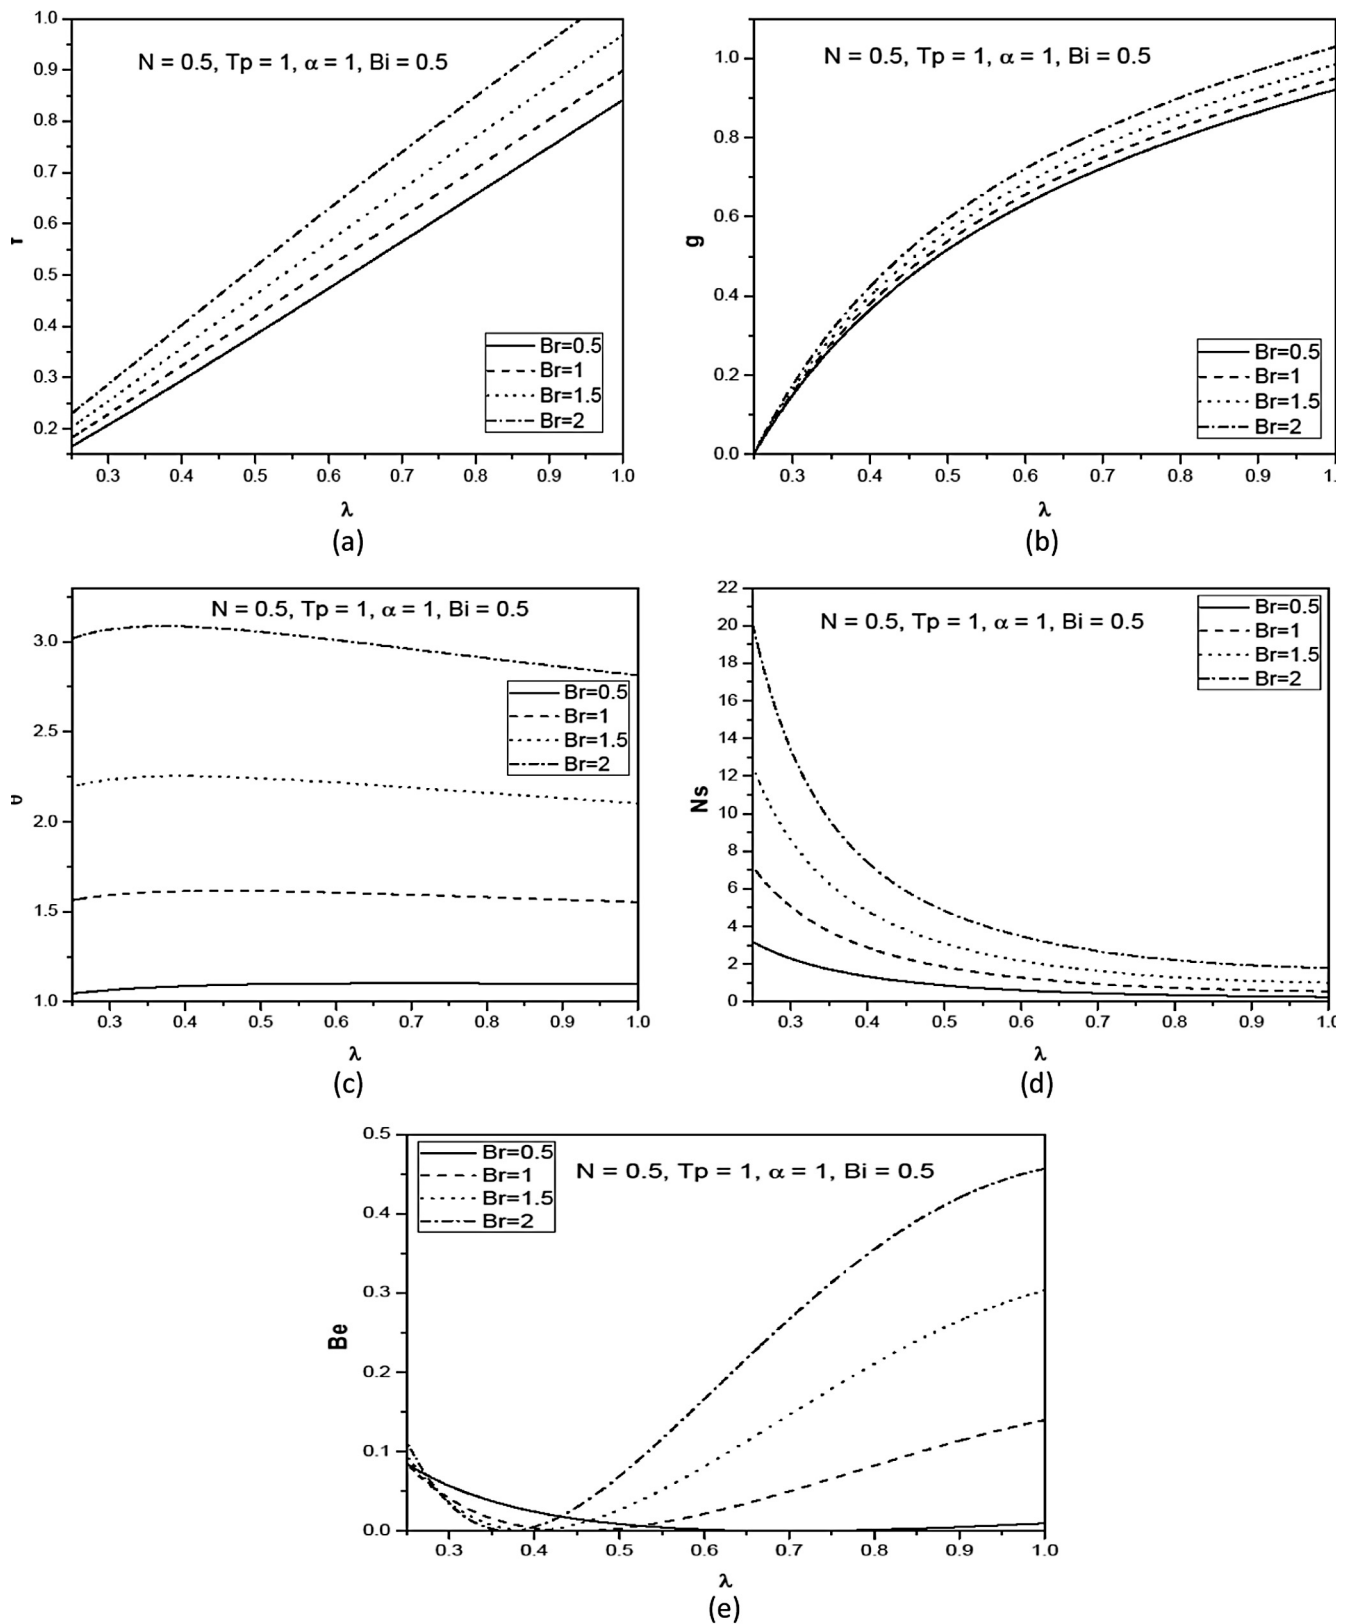 N = 0.5, Tp = 1, α = 1, Bi = 0.5
1.0
0.9
0.8
0.7
0.6
0.5
0.4
0.3
0.2
Br=0.5
Br=1
Br=1.5
Br=2
0.3 0.4 0.5 0.6 0.7 0.8 0.9 1.0
λ
(a)
N = 0.5, Tp = 1, α = 1, Bi = 0.5
g
1.0
0.8
0.6
0.4
0.2
0.0
Br=0.5
Br=1
Br=1.5
Br=2
0.3 0.4 0.5 0.6 0.7 0.8 0.9 1.
λ
(b)
N = 0.5, Tp = 1, α = 1, Bi = 0.5
3.0
2.5
2.0
1.5
1.0
Br=0.5
Br=1
Br=1.5
Br=2
0.3 0.4 0.5 0.6 0.7 0.8 0.9 1.0
λ
(c)
N = 0.5, Tp = 1, α = 1, Bi = 0.5
Ns
22
20
18
16
14
12
10
8
6
4
2
0
Br=0.5
Br=1
Br=1.5
Br=2
0.3 0.4 0.5 0.6 0.7 0.8 0.9 1.0
λ
(d)
N = 0.5, Tp = 1, α = 1, Bi = 0.5
Be
0.5
0.4
0.3
0.2
0.1
0.0
Br=0.5
Br=1
Br=1.5
Br=2
0.3 0.4 0.5 0.6 0.7 0.8 0.9 1.0
λ
(e)